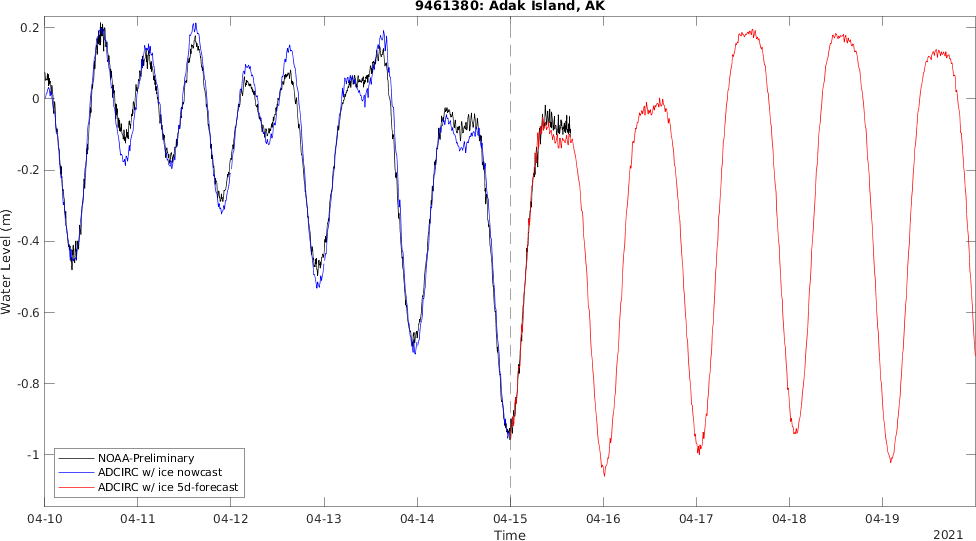 9461380: Adak Island, AK
0.2
0
-0.2
-0.4
-0.6
-0.8
-1
Water Level (m)
NOAA-Preliminary
ADCIRC w/ ice nowcast
ADCIRC w/ ice 5d-forecast
04-10 04-11 04-12 04-13 04-14 04-15 04-16 04-17 04-18 04-19
Time
2021